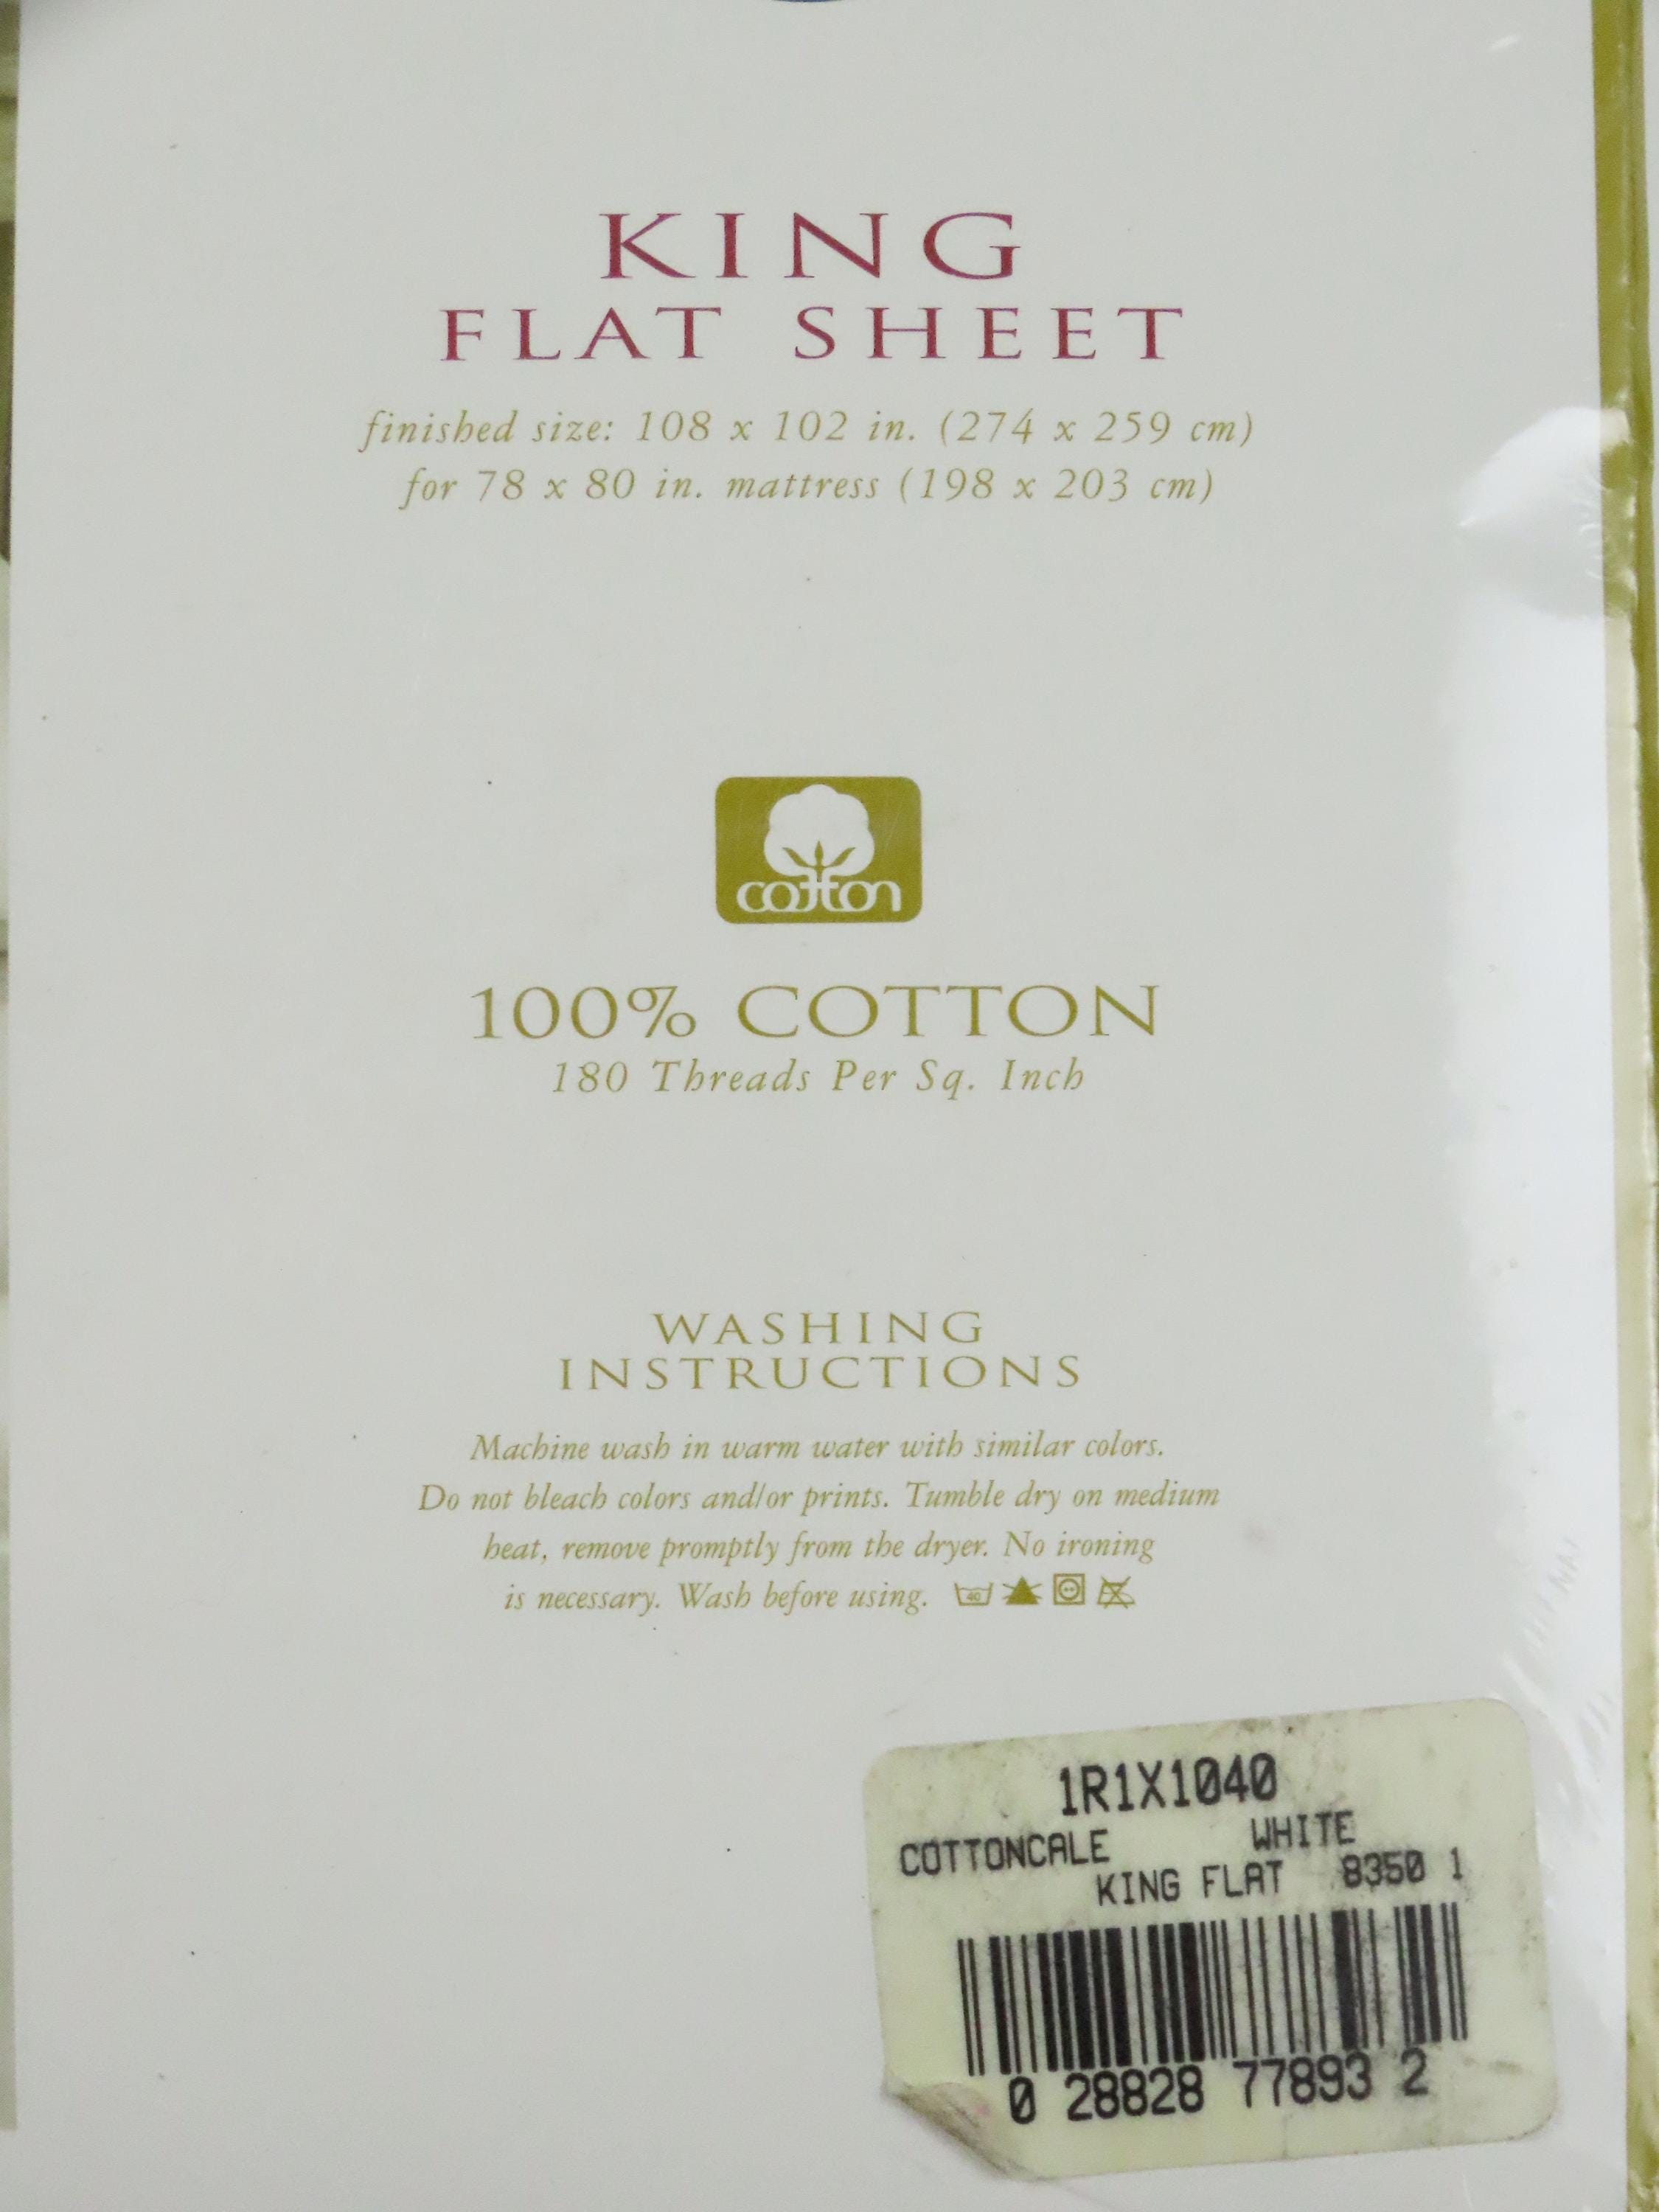 KING
FLAT SHEET
finished size: 108 x 102 in. (274 x 259 cm)
for 78 x 80 in. mattress (198 x 203 cm)
cotton
100% COTTON
180 Threads Per Sq. Inch
WASHING
INSTRUCTIONS
Machine wash in warm water with similar colors.
Do not bleach colors and/or prints. Tumble dry on medium
heat, remove promptly from the dryer. No ironing
is necessary. Wash before using. 40
1R1X1040
COTTONCALE WHITE
KING FLAT 8350 1
0 28828 77893 2